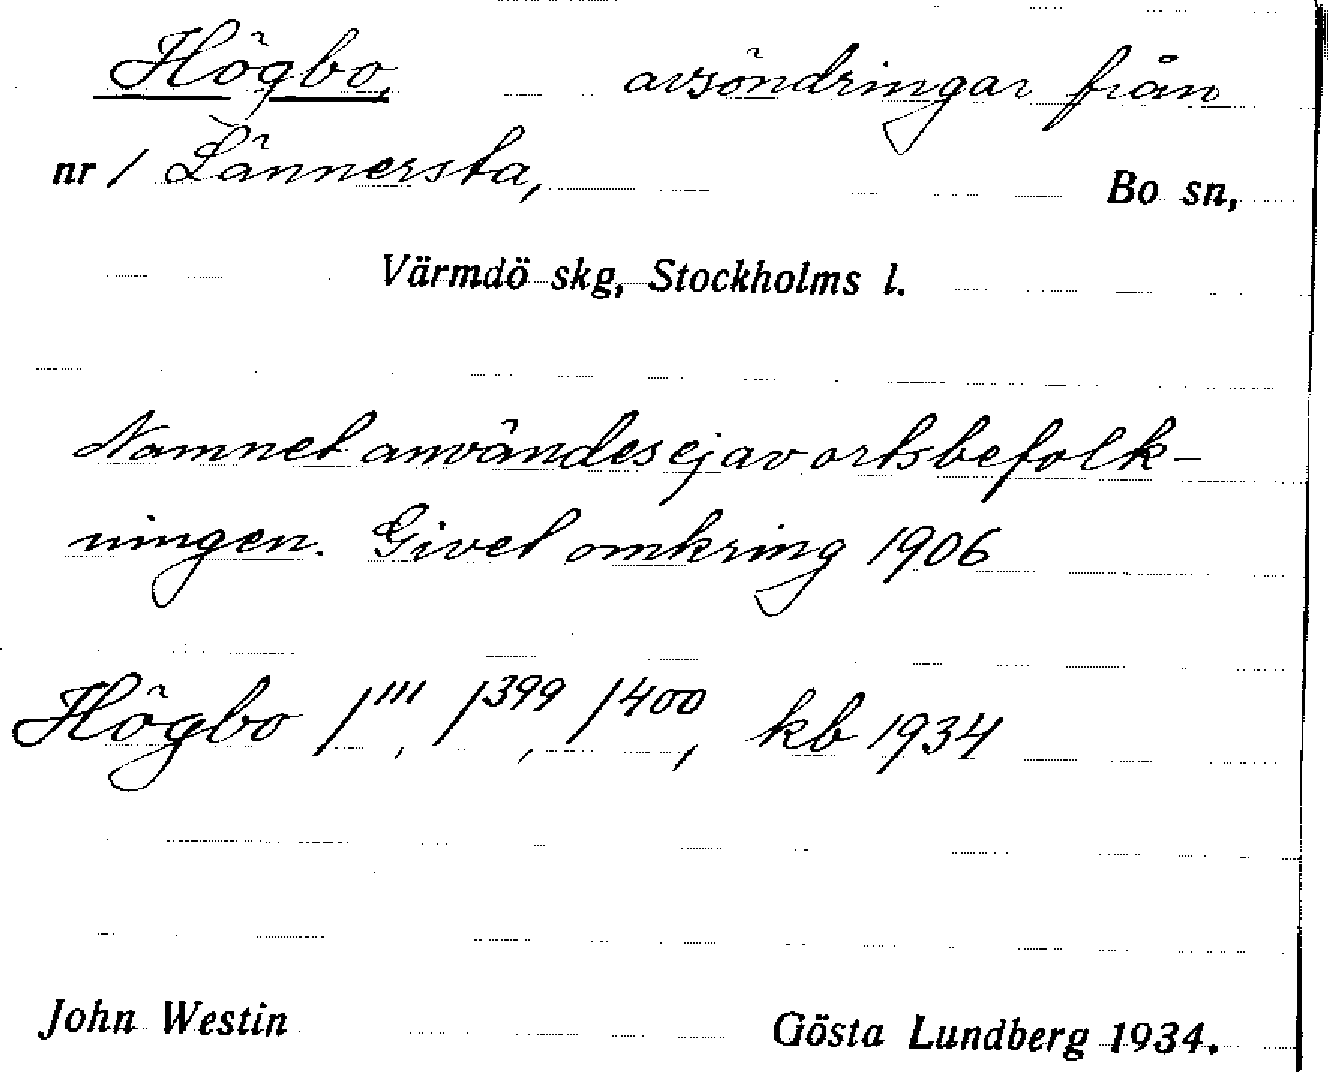 Högbo, avsöndringar från
nr 1 Lännersta, Bo sn,
Värmdö skg, Stockholms l.
Namnet användes ej av ortsbefolk-
ningen. Givet omkring 1906
Högbo 1¹¹¹, 1³⁹⁹, 1⁴⁰⁰, kb 1934
John Westin Gösta Lundberg 1934.